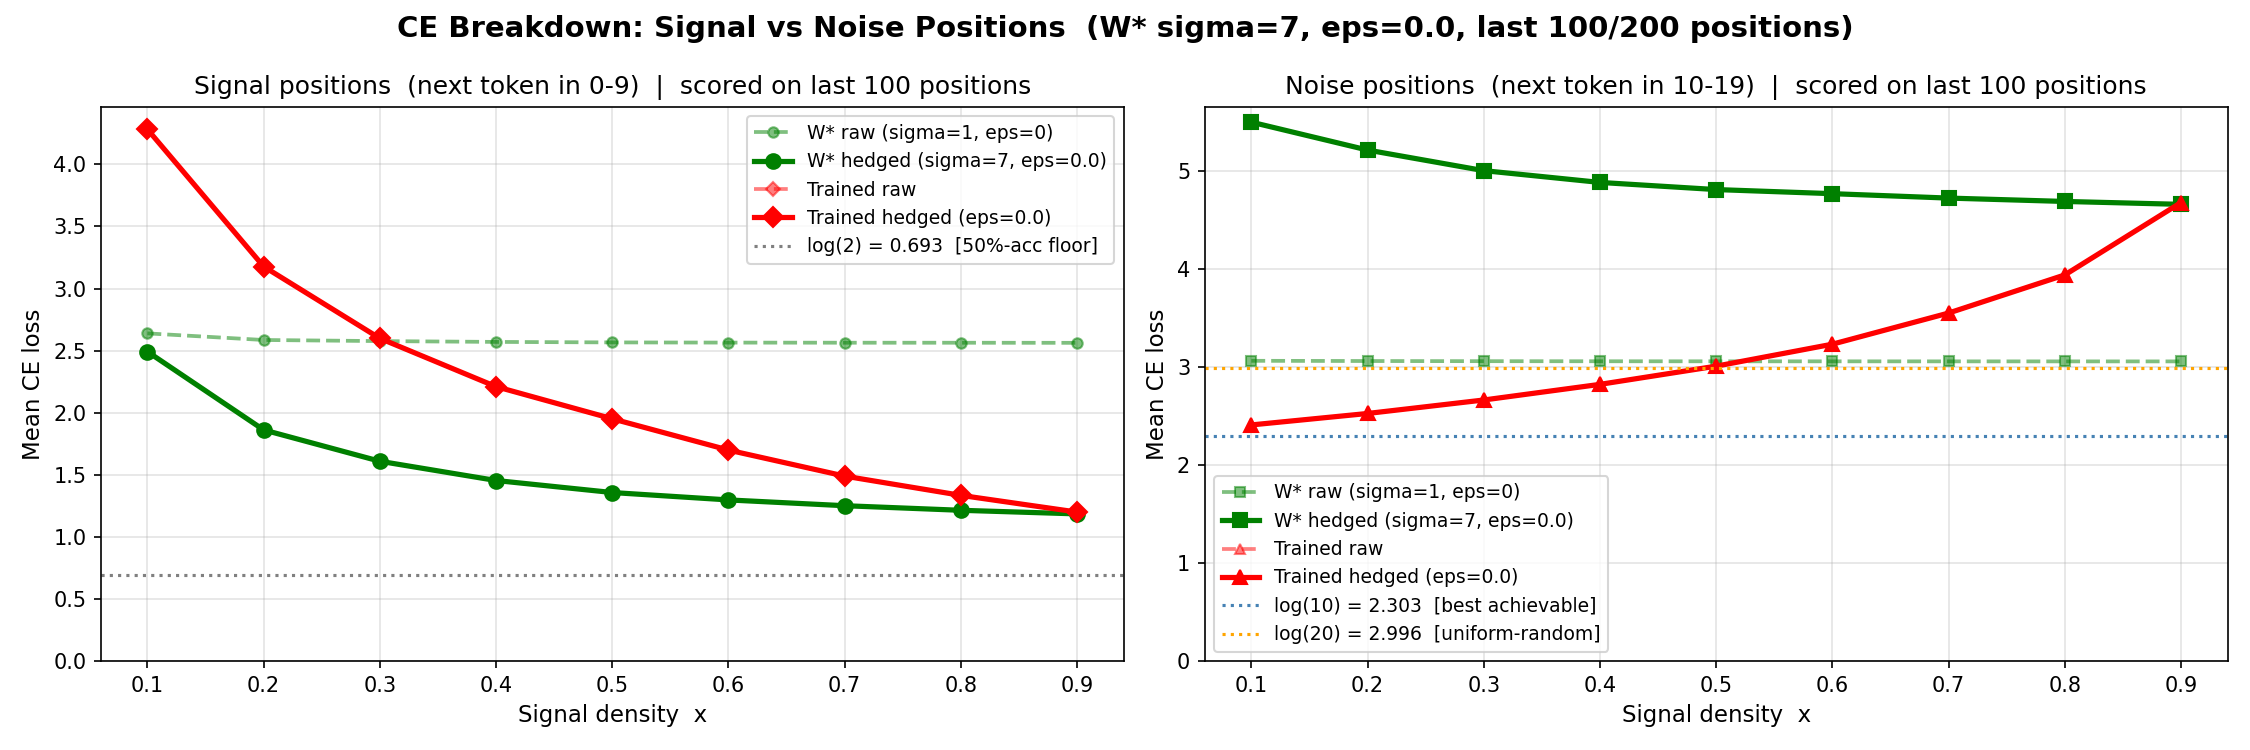 CE Breakdown: Signal vs Noise Positions  (W* sigma=7, eps=0.0, last 100/200 positions)
Signal positions  (next token in 0-9)  |  scored on last 100 positions
Mean CE loss
4.0
3.5
3.0
2.5
2.0
1.5
1.0
0.5
0.0
W* raw (sigma=1, eps=0)
W* hedged (sigma=7, eps=0.0)
Trained raw
Trained hedged (eps=0.0)
log(2) = 0.693  [50%-acc floor]
0.1 0.2 0.3 0.4 0.5 0.6 0.7 0.8 0.9
Signal density  x
Noise positions  (next token in 10-19)  |  scored on last 100 positions
Mean CE loss
5
4
3
2
1
0
W* raw (sigma=1, eps=0)
W* hedged (sigma=7, eps=0.0)
Trained raw
Trained hedged (eps=0.0)
log(10) = 2.303  [best achievable]
log(20) = 2.996  [uniform-random]
0.1 0.2 0.3 0.4 0.5 0.6 0.7 0.8 0.9
Signal density  x